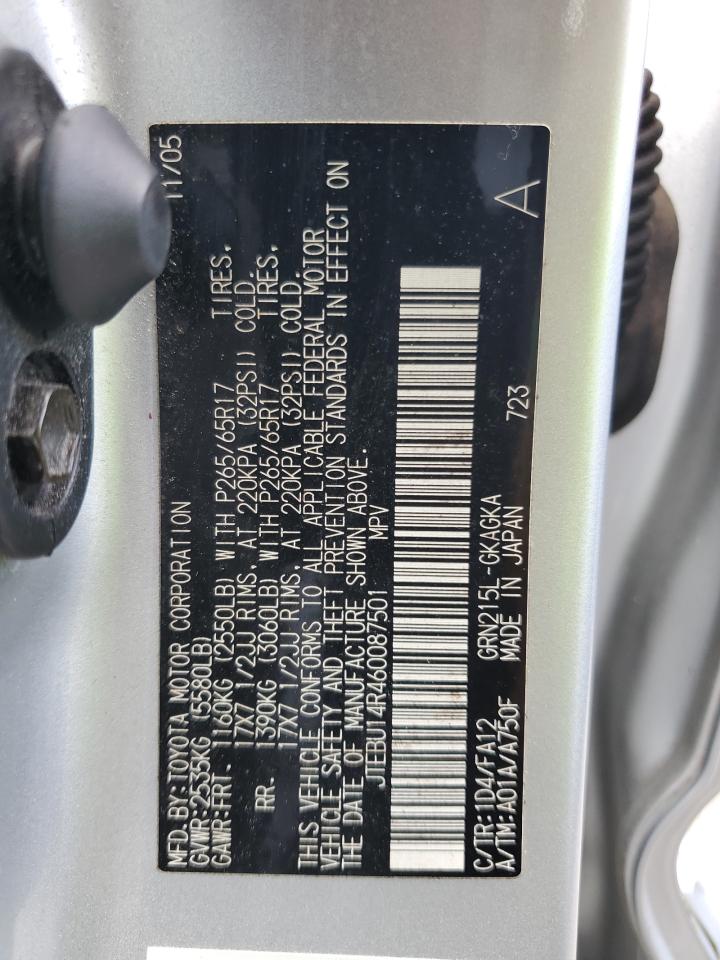 MFD. BY: TOYOTA MOTOR CORPORATION 11/05
GVWR: 2535KG (5580LB)
GAWR: FRT. 1160KG (2550LB) WITH P265/65R17 TIRES,
17X7 1/2JJ RIMS, AT 220KPA (32PSI) COLD.
RR. 1390KG (3060LB) WITH P265/65R17 TIRES,
17X7 1/2JJ RIMS, AT 220KPA (32PSI) COLD.
THIS VEHICLE CONFORMS TO ALL APPLICABLE FEDERAL MOTOR
VEHICLE SAFETY AND THEFT PREVENTION STANDARDS IN EFFECT ON
THE DATE OF MANUFACTURE SHOWN ABOVE.
JTEBU14R460087501 MPV
C/TR: 1D4/FA12 GRN215L-GKAGKA 723
A/TM: A01A/A750F MADE IN JAPAN A